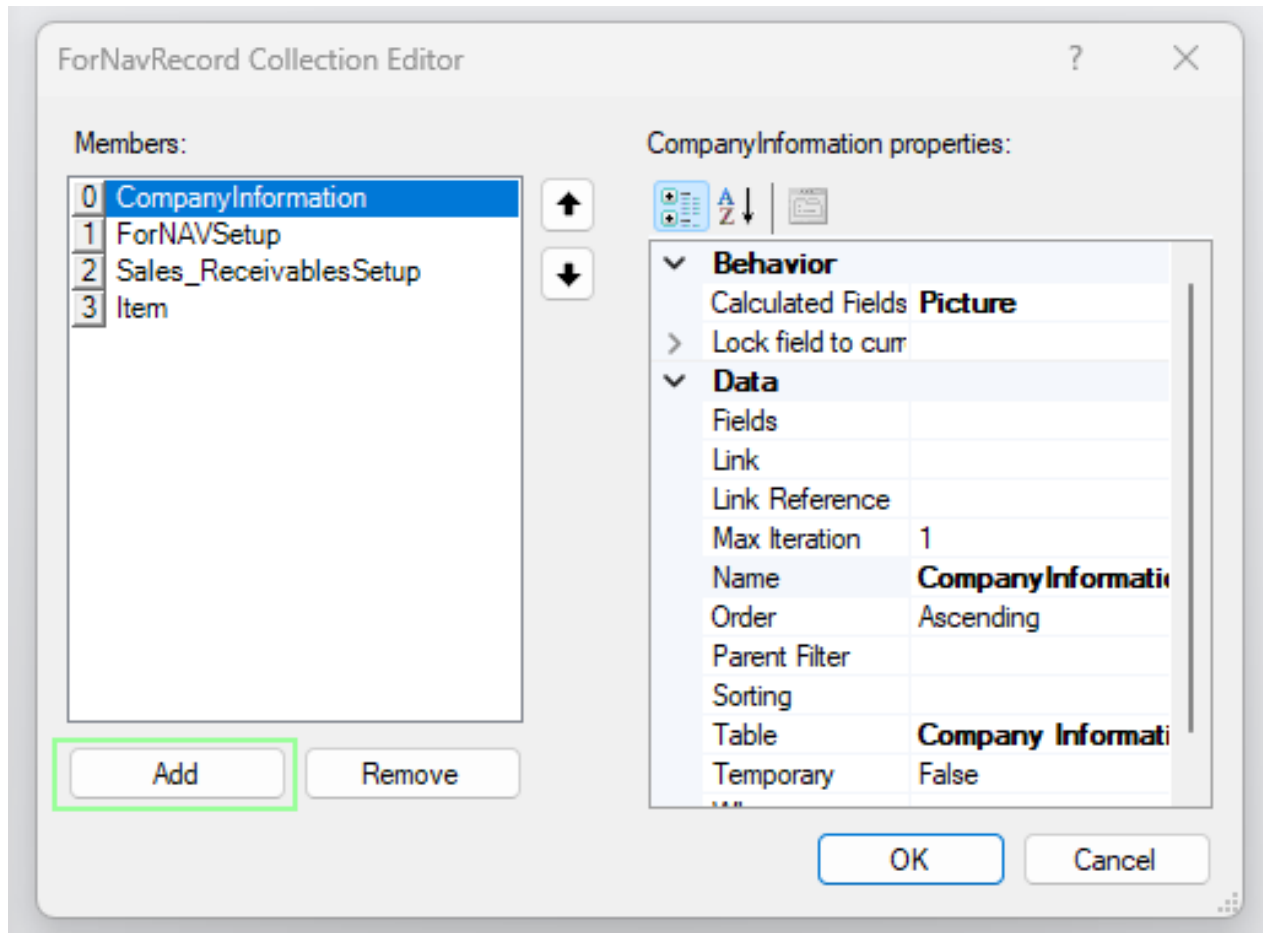 ForNavRecord Collection Editor ? ×
Members:
0 CompanyInformation
1 ForNAVSetup
2 Sales_ReceivablesSetup
3 Item
Add Remove
CompanyInformation properties:
A Z
Behavior
Calculated Fields Picture
Lock field to curr
Data
Fields
Link
Link Reference
Max Iteration 1
Name CompanyInformati
Order Ascending
Parent Filter
Sorting
Table Company Informati
Temporary False
OK Cancel